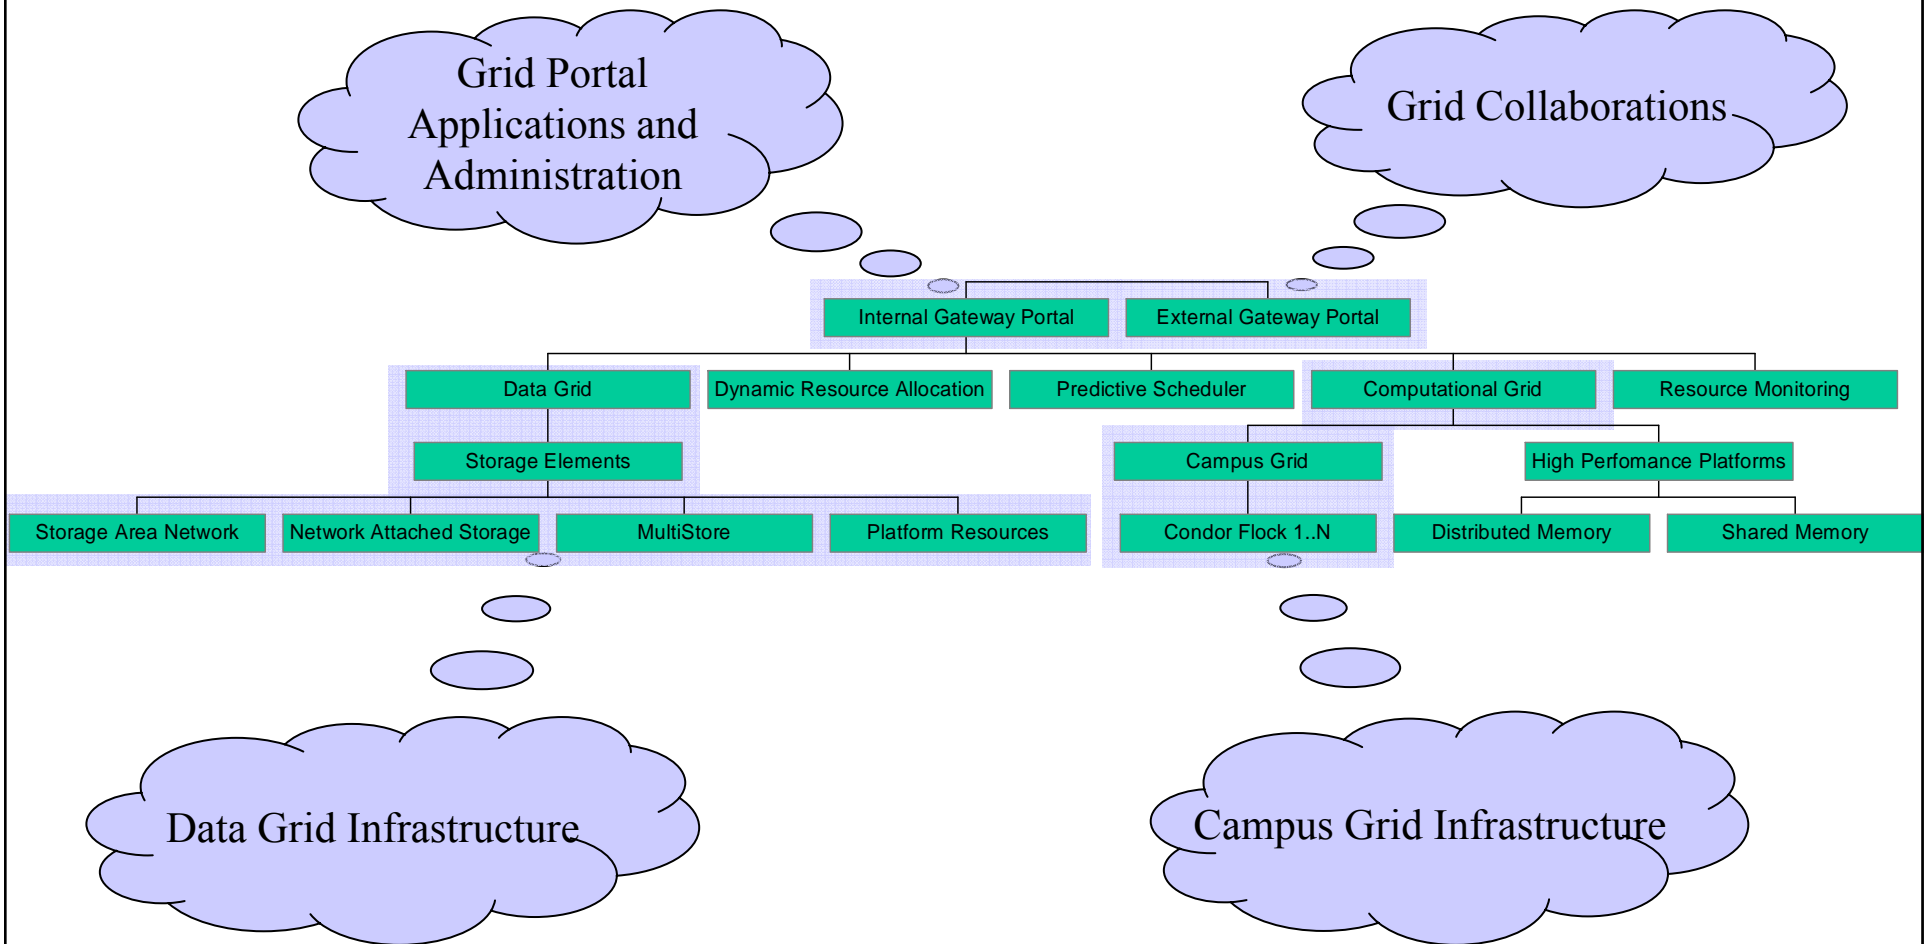 Grid Portal
Applications and
Administration
Grid Collaborations
Internal Gateway Portal
External Gateway Portal
Data Grid
Dynamic Resource Allocation
Predictive Scheduler
Computational Grid
Resource Monitoring
Storage Elements
Campus Grid
High Perfomance Platforms
Storage Area Network
Network Attached Storage
MultiStore
Platform Resources
Condor Flock 1..N
Distributed Memory
Shared Memory
Data Grid Infrastructure
Campus Grid Infrastructure